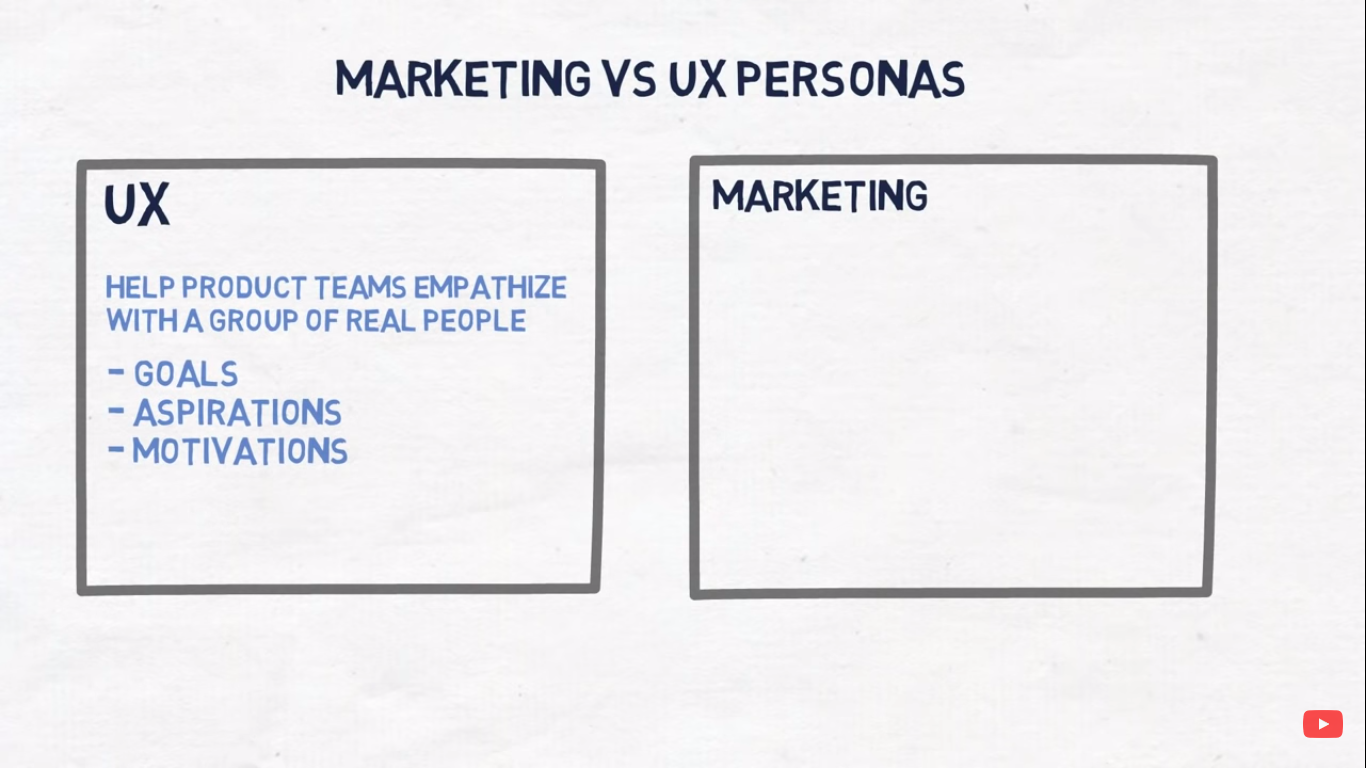 MARKETING VS UX PERSONAS
UX
HELP PRODUCT TEAMS EMPATHIZE
WITH A GROUP OF REAL PEOPLE
- GOALS
- ASPIRATIONS
- MOTIVATIONS
MARKETING